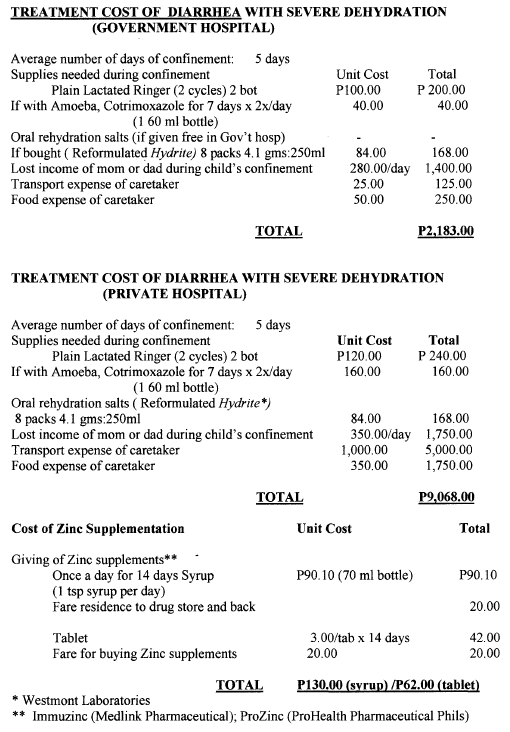 TREATMENT COST OF DIARRHEA WITH SEVERE DEHYDRATION
(GOVERNMENT HOSPITAL)
Average number of days of confinement: 5 days
Supplies needed during confinement Unit Cost Total
Plain Lactated Ringer (2 cycles) 2 bot P100.00 P 200.00
If with Amoeba, Cotrimoxazole for 7 days x 2x/day 40.00 40.00
(1 60 ml bottle)
Oral rehydration salts (if given free in Gov't hosp) - -
If bought ( Reformulated Hydrite) 8 packs 4.1 gms:250ml 84.00 168.00
Lost income of mom or dad during child's confinement 280.00/day 1,400.00
Transport expense of caretaker 25.00 125.00
Food expense of caretaker 50.00 250.00
TOTAL P2,183.00
TREATMENT COST OF DIARRHEA WITH SEVERE DEHYDRATION
(PRIVATE HOSPITAL)
Average number of days of confinement: 5 days
Supplies needed during confinement Unit Cost Total
Plain Lactated Ringer (2 cycles) 2 bot P120.00 P 240.00
If with Amoeba, Cotrimoxazole for 7 days x 2x/day 160.00 160.00
(1 60 ml bottle)
Oral rehydration salts ( Reformulated Hydrite*)
8 packs 4.1 gms:250ml 84.00 168.00
Lost income of mom or dad during child's confinement 350.00/day 1,750.00
Transport expense of caretaker 1,000.00 5,000.00
Food expense of caretaker 350.00 1,750.00
TOTAL P9,068.00
Cost of Zinc Supplementation Unit Cost Total
Giving of Zinc supplements**
Once a day for 14 days Syrup P90.10 (70 ml bottle) P90.10
(1 tsp syrup per day)
Fare residence to drug store and back 20.00
Tablet 3.00/tab x 14 days 42.00
Fare for buying Zinc supplements 20.00 20.00
TOTAL P130.00 (syrup) /P62.00 (tablet)
* Westmont Laboratories
** Immuzinc (Medlink Pharmaceutical); ProZinc (ProHealth Pharmaceutical Phils)